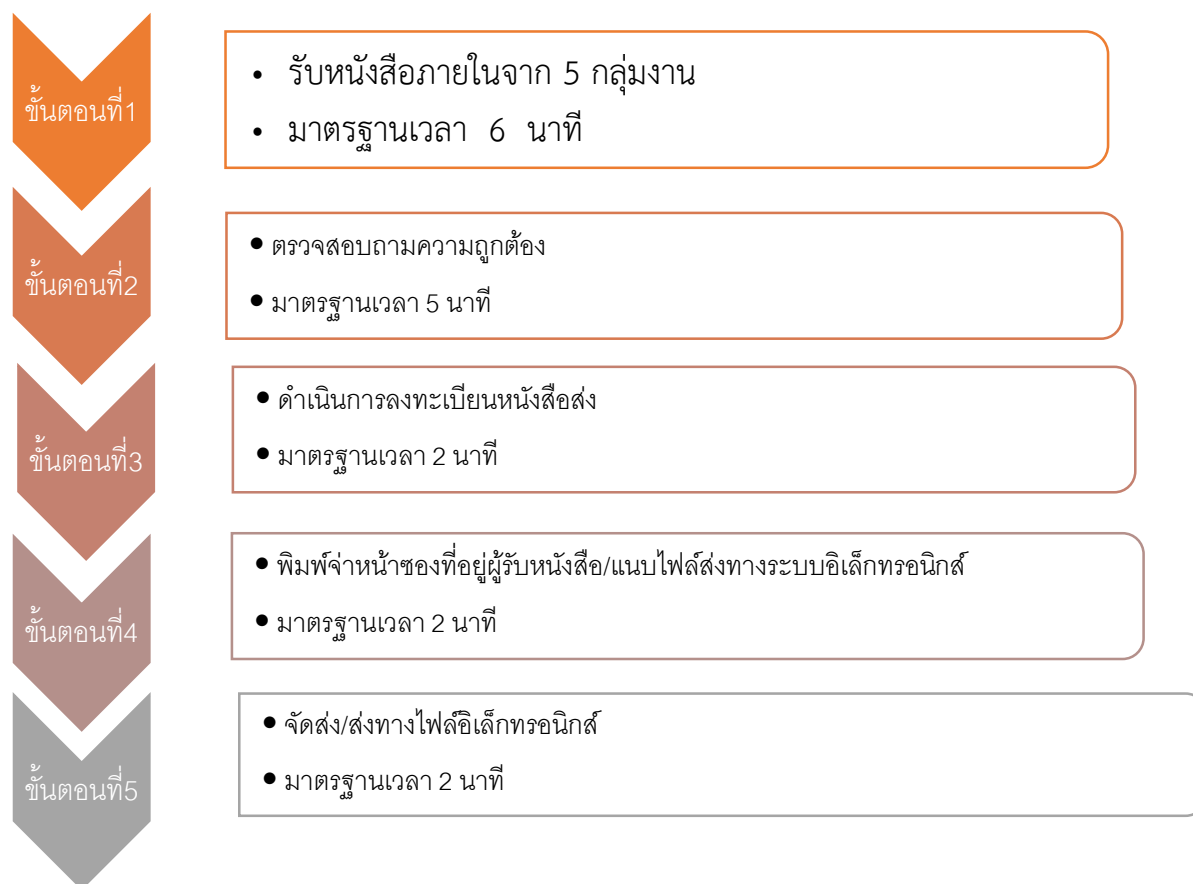 ขั้นตอนที่1
• รับหนังสือภายในจาก 5 กลุ่มงาน
• มาตรฐานเวลา 6 นาที
ขั้นตอนที่2
• ตรวจสอบถามความถูกต้อง
• มาตรฐานเวลา 5 นาที
ขั้นตอนที่3
• ดำเนินการลงทะเบียนหนังสือส่ง
• มาตรฐานเวลา 2 นาที
ขั้นตอนที่4
• พิมพ์จ่าหน้าซองที่อยู่ผู้รับหนังสือ/แนบไฟล์ส่งทางระบบอิเล็กทรอนิกส์
• มาตรฐานเวลา 2 นาที
ขั้นตอนที่5
• จัดส่ง/ส่งทางไฟล์อิเล็กทรอนิกส์
• มาตรฐานเวลา 2 นาที